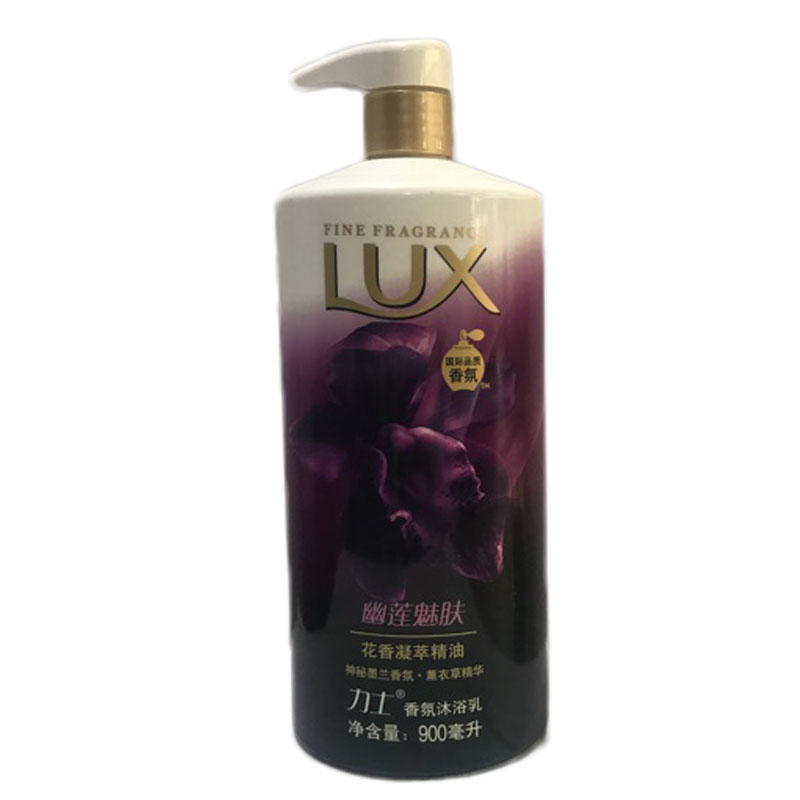 FINE FRAGRANCE
LUX
国际品质
香氛
TM
幽莲魅肤
花香凝萃精油
神秘墨兰香氛·薰衣草精华
力士® 香氛沐浴乳
净含量：900毫升